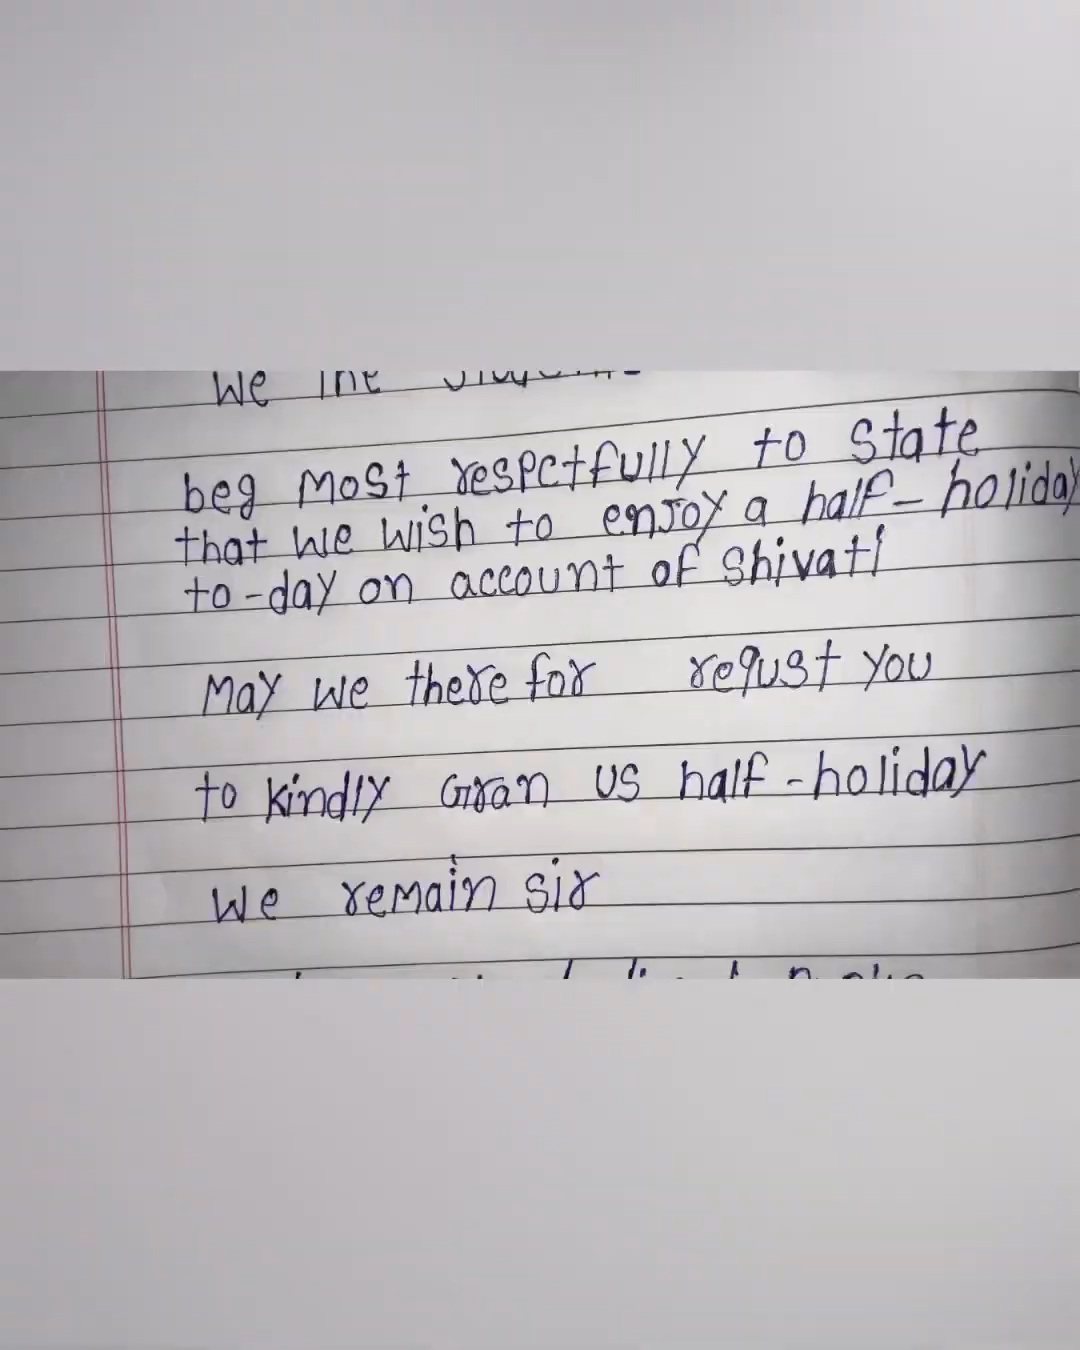 We the
beg most respctfully to state
that we wish to enjoy a half-holiday
to-day on account of Shivati
May we there for requst you
to kindly Gran us half-holiday
We remain sir